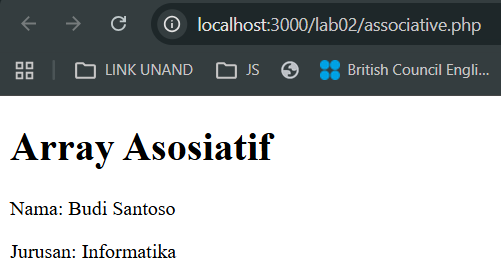 localhost:3000/lab02/associative.php
LINK UNAND JS British Council Engli...
Array Asosiatif
Nama: Budi Santoso
Jurusan: Informatika